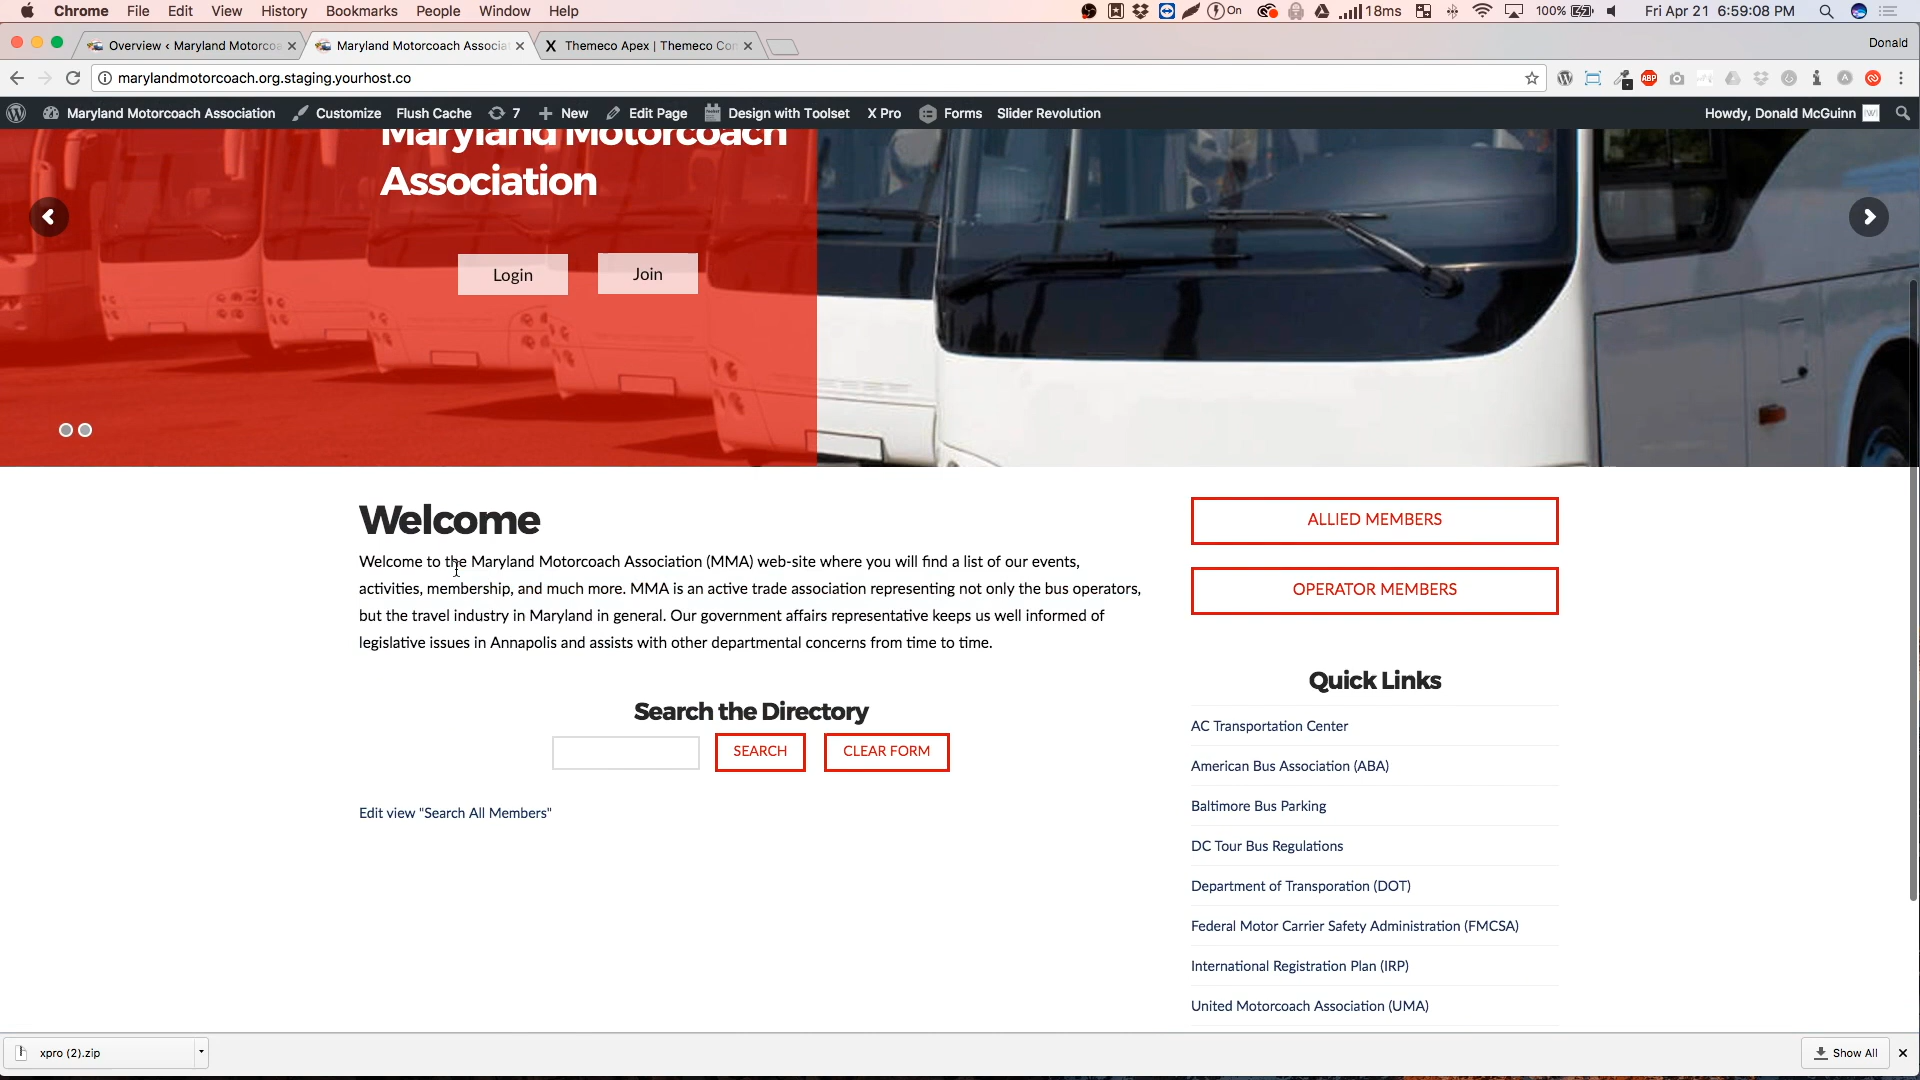 Chrome File Edit View History Bookmarks People Window Help On 18ms 100% Fri Apr 21 6:59:08 PM
Overview ‹ Maryland Motorcoa Maryland Motorcoach Associat Themeco Apex | Themeco Com Donald
marylandmotorcoach.org.staging.yourhost.co ABP
Maryland Motorcoach Association Customize Flush Cache 7 New Edit Page Design with Toolset X Pro Forms Slider Revolution Howdy, Donald McGuinn
Maryland Motorcoach
Association
Login Join
Welcome
Welcome to the Maryland Motorcoach Association (MMA) web-site where you will find a list of our events,
activities, membership, and much more. MMA is an active trade association representing not only the bus operators,
but the travel industry in Maryland in general. Our government affairs representative keeps us well informed of
legislative issues in Annapolis and assists with other departmental concerns from time to time.
Search the Directory
SEARCH CLEAR FORM
Edit view "Search All Members"
ALLIED MEMBERS
OPERATOR MEMBERS
Quick Links
AC Transportation Center
American Bus Association (ABA)
Baltimore Bus Parking
DC Tour Bus Regulations
Department of Transporation (DOT)
Federal Motor Carrier Safety Administration (FMCSA)
International Registration Plan (IRP)
United Motorcoach Association (UMA)
xpro (2).zip Show All